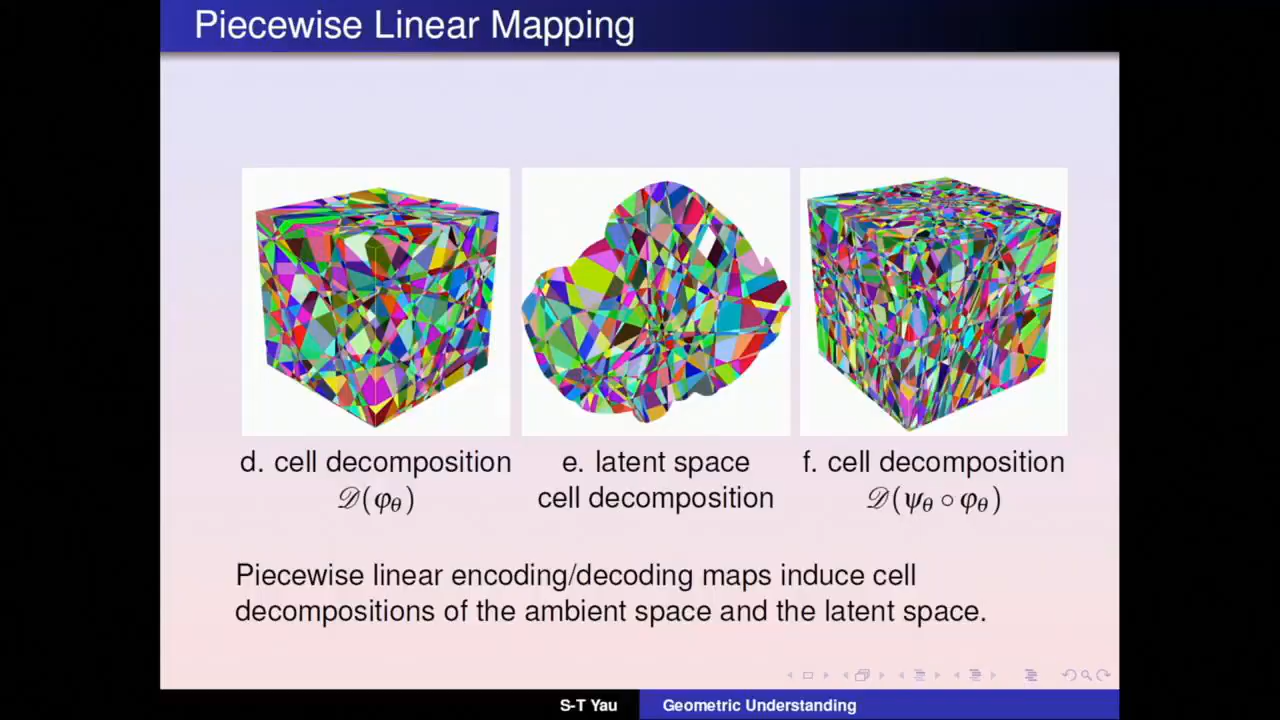 Piecewise Linear Mapping
d. cell decomposition
𝒟(φθ)
e. latent space
cell decomposition
f. cell decomposition
𝒟(ψθ ∘ φθ)
Piecewise linear encoding/decoding maps induce cell
decompositions of the ambient space and the latent space.
S-T Yau
Geometric Understanding